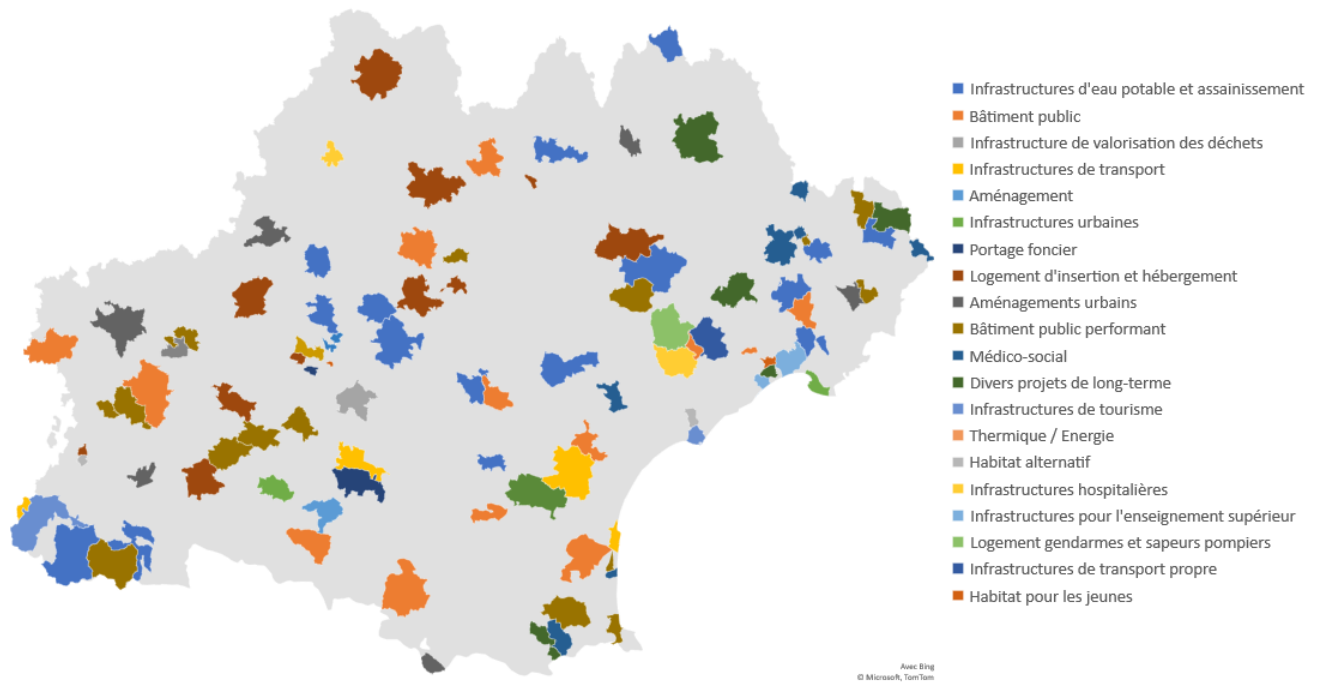 Infrastructures d'eau potable et assainissement
Bâtiment public
Infrastructure de valorisation des déchets
Infrastructures de transport
Aménagement
Infrastructures urbaines
Portage foncier
Logement d'insertion et hébergement
Aménagements urbains
Bâtiment public performant
Médico-social
Divers projets de long-terme
Infrastructures de tourisme
Thermique / Energie
Habitat alternatif
Infrastructures hospitalières
Infrastructures pour l'enseignement supérieur
Logement gendarmes et sapeurs pompiers
Infrastructures de transport propre
Habitat pour les jeunes
Avec Bing
© Microsoft, TomTom